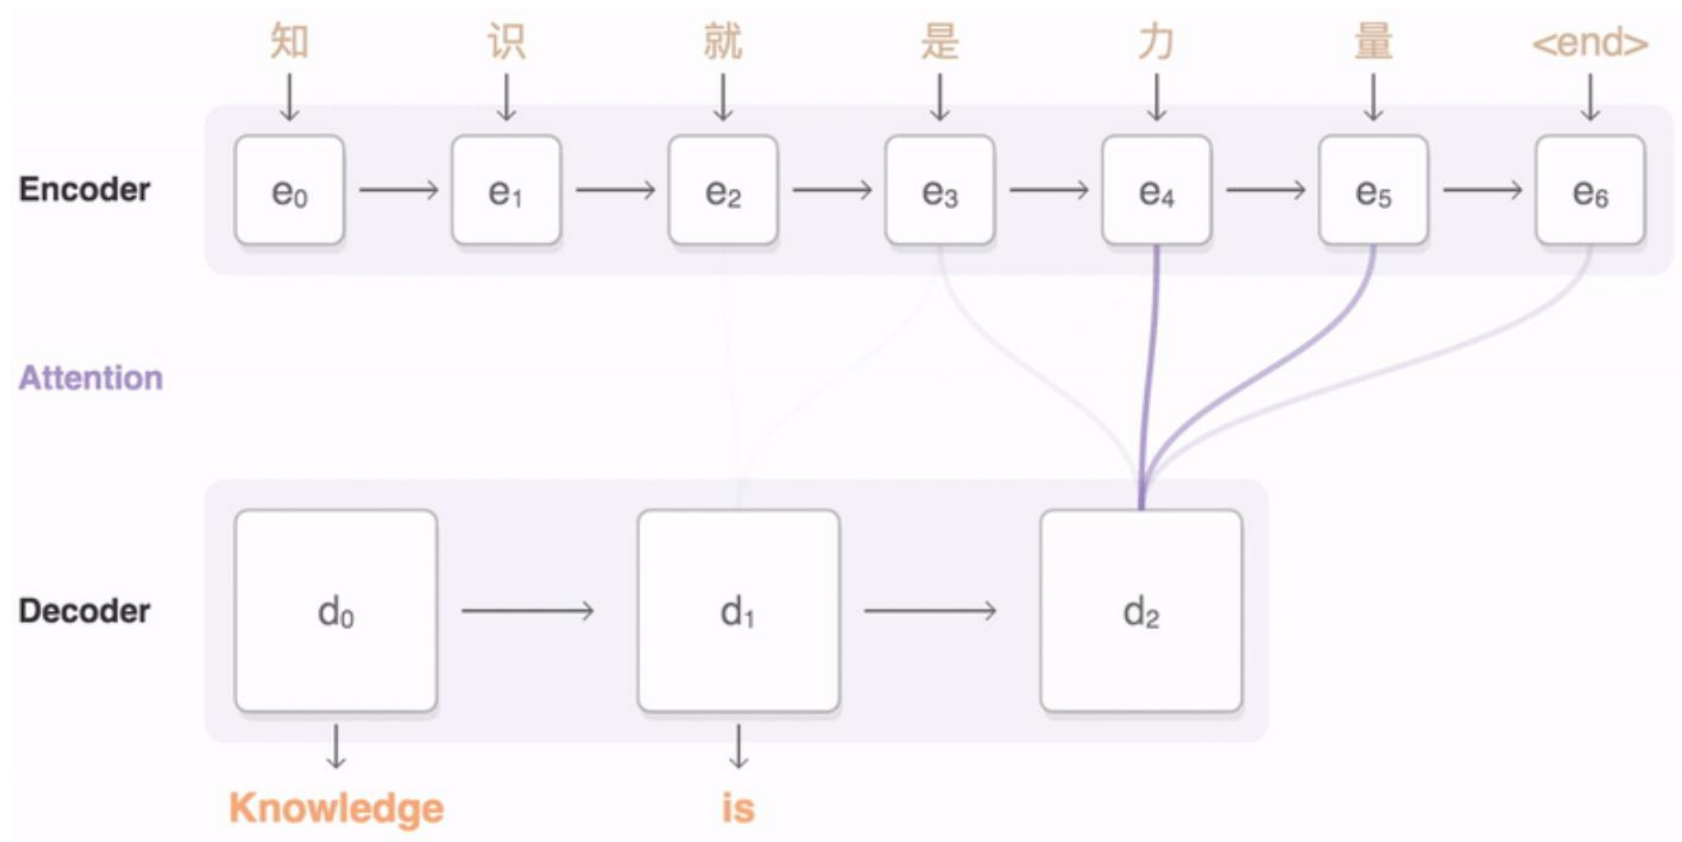 知 识 就 是 力 量 <end>
Encoder e₀ e₁ e₂ e₃ e₄ e₅ e₆
Attention
Decoder d₀ d₁ d₂
Knowledge is